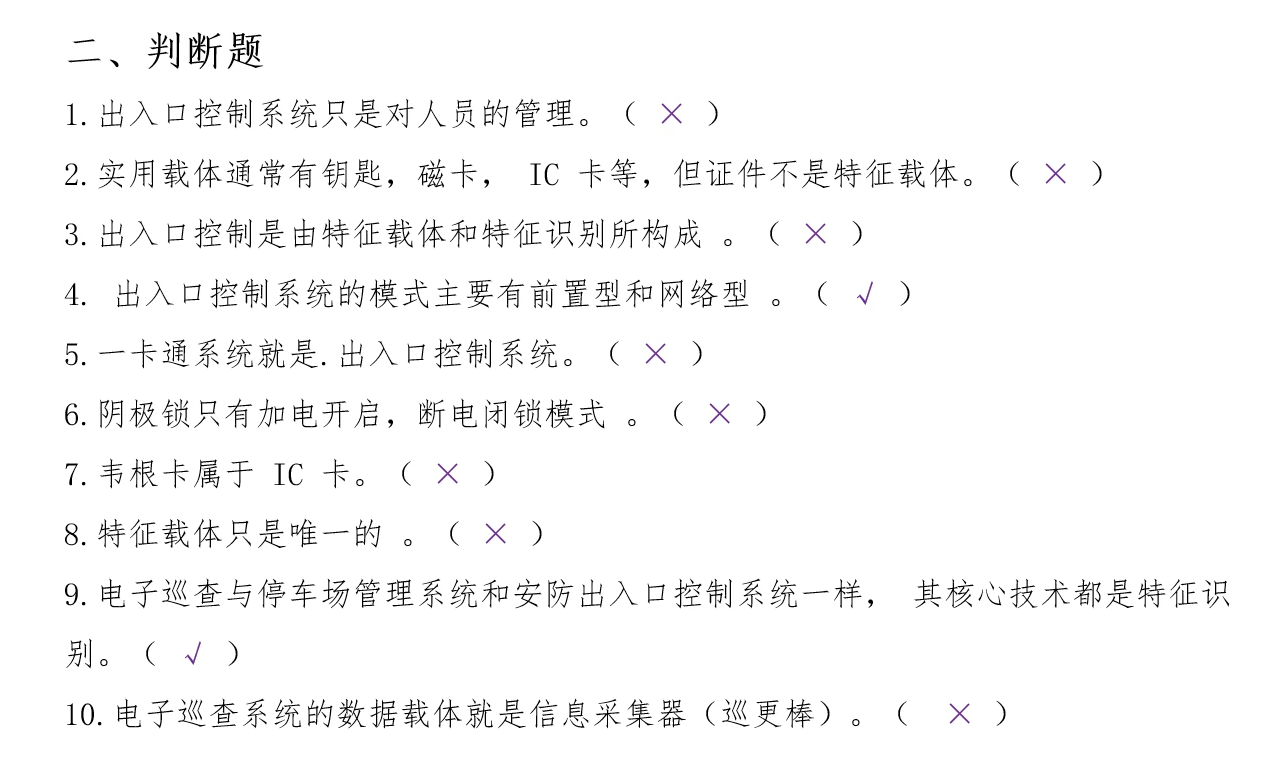 二、判断题
1.出入口控制系统只是对人员的管理。（ × ）
2.实用载体通常有钥匙，磁卡， IC 卡等，但证件不是特征载体。（ × ）
3.出入口控制是由特征载体和特征识别所构成 。（ × ）
4. 出入口控制系统的模式主要有前置型和网络型 。（ √ ）
5.一卡通系统就是.出入口控制系统。（ × ）
6.阴极锁只有加电开启，断电闭锁模式 。（ × ）
7.韦根卡属于 IC 卡。（ × ）
8.特征载体只是唯一的 。（ × ）
9.电子巡查与停车场管理系统和安防出入口控制系统一样， 其核心技术都是特征识
别。（ √ ）
10.电子巡查系统的数据载体就是信息采集器（巡更棒）。（ × ）